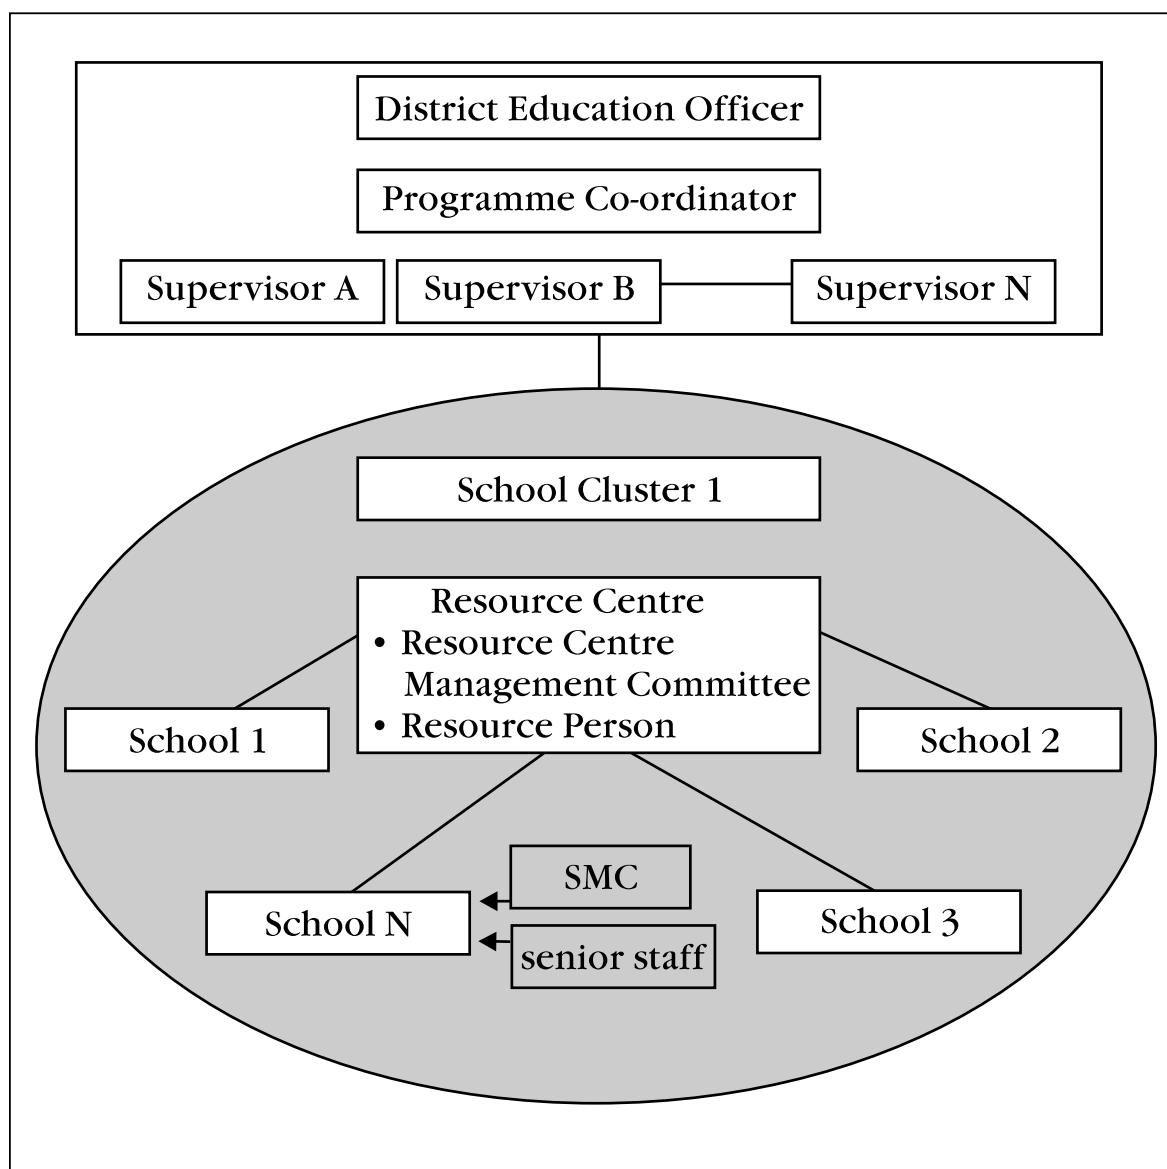 District Education Officer
Programme Co-ordinator
Supervisor A
Supervisor B
Supervisor N
School Cluster 1
Resource Centre
• Resource Centre
Management Committee
• Resource Person
School 1
School 2
SMC
School N
School 3
senior staff